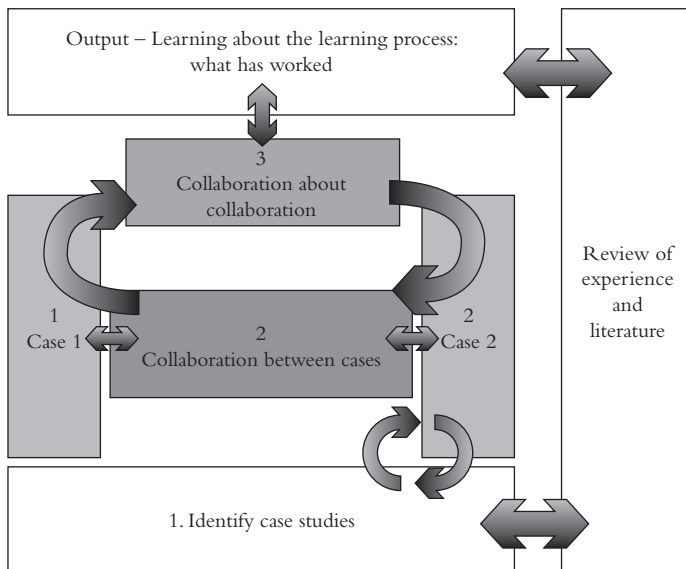 Output – Learning about the learning process:
what has worked
3
Collaboration about
collaboration
1
Case 1
2
Collaboration between cases
2
Case 2
Review of
experience
and
literature
1. Identify case studies